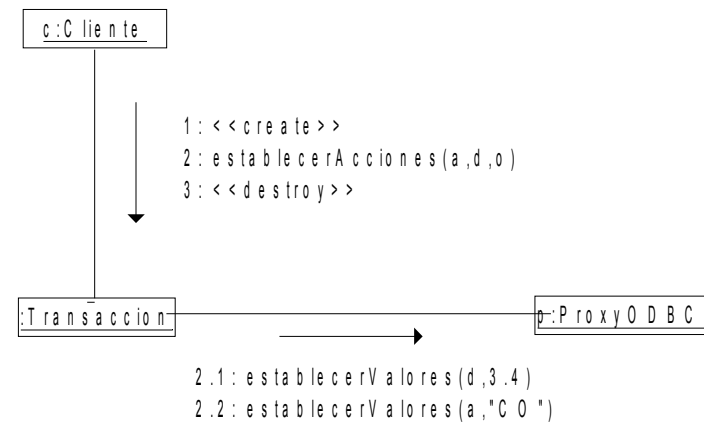 c:Cliente
1: <<create>>
2: establecerAcciones(a,d,o)
3: <<destroy>>
:Transaccion
p:ProxyODBC
2.1: establecerValores(d,3.4)
2.2: establecerValores(a,"CO")